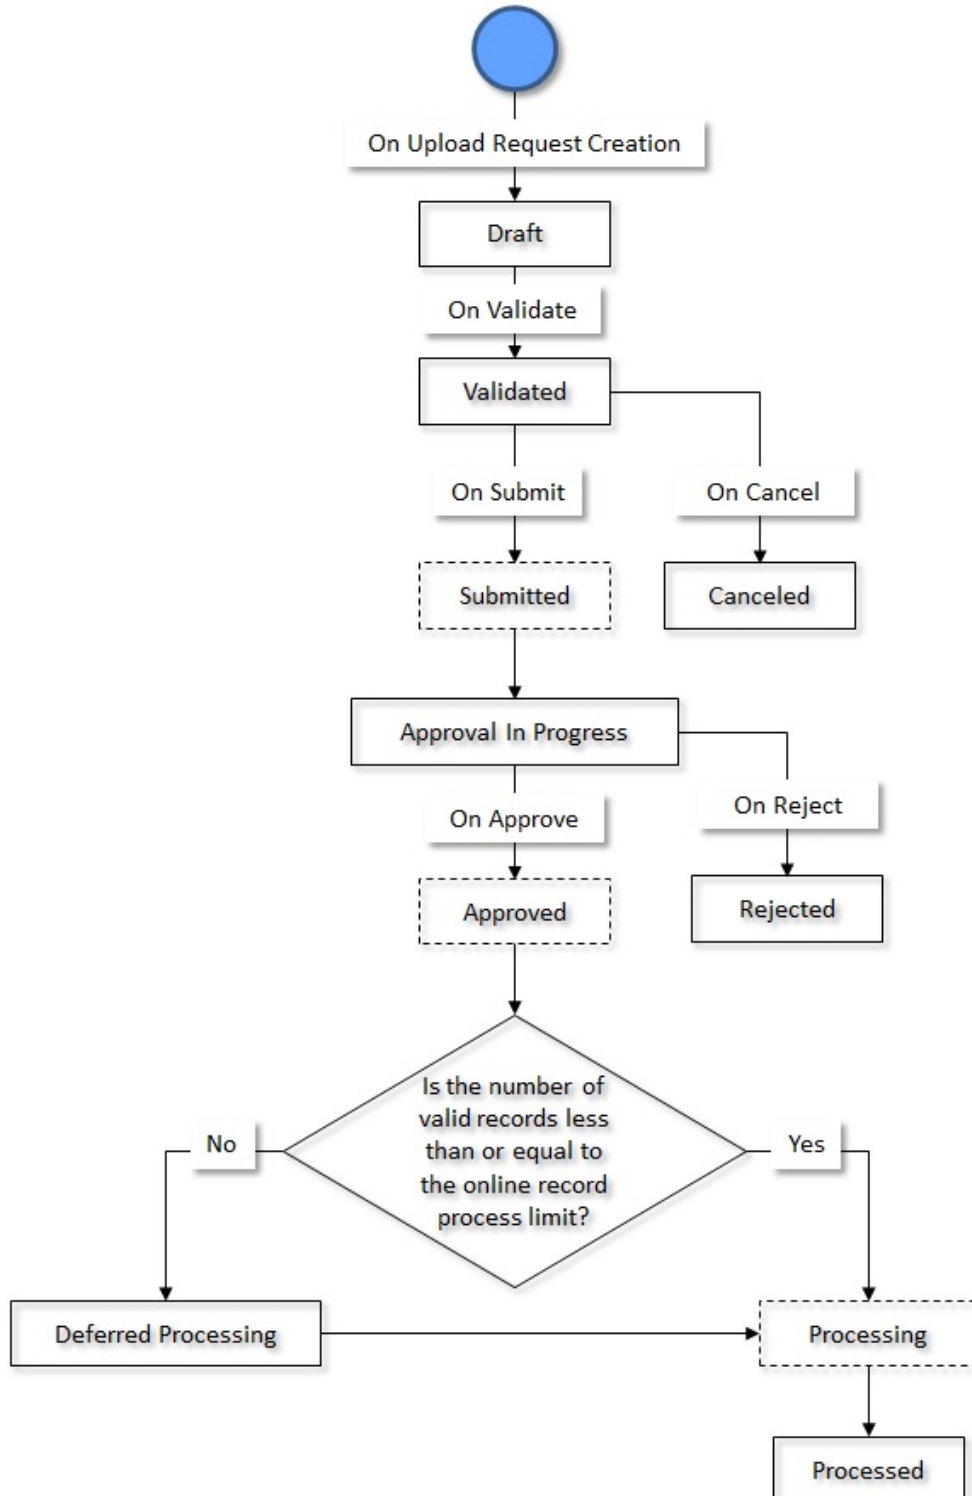 On Upload Request Creation
Draft
On Validate
Validated
On Submit
On Cancel
Submitted
Canceled
Approval In Progress
On Approve
On Reject
Approved
Rejected
Is the number of
valid records less
than or equal to
the online record
process limit?
No
Yes
Deferred Processing
Processing
Processed